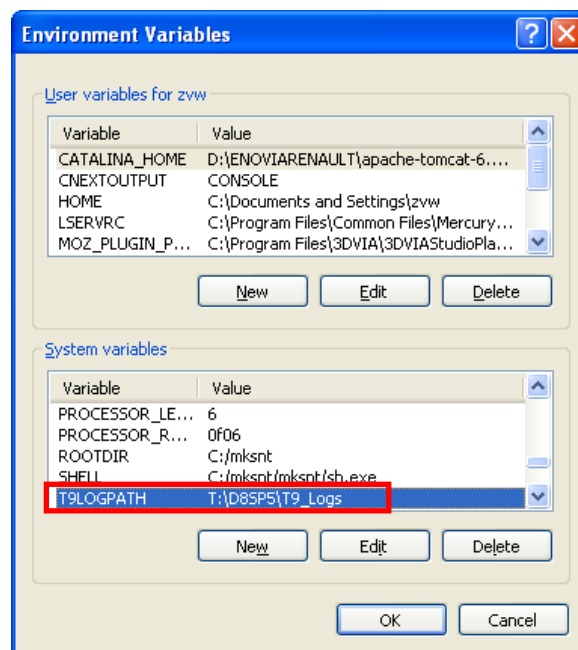 Environment Variables
User variables for zvw
Variable Value
CATALINA_HOME D:\ENOVIARENAULT\apache-tomcat-6....
CNEXTOUTPUT CONSOLE
HOME C:\Documents and Settings\zvw
LSERVRC C:\Program Files\Common Files\Mercury...
MOZ_PLUGIN_P... C:\Program Files\3DVIA\3DVIAStudioPla...
New Edit Delete
System variables
Variable Value
PROCESSOR_LE... 6
PROCESSOR_R... 0f06
ROOTDIR C:/mksnt
SHELL C:/mksnt/mksnt/sh.exe
T9LOGPATH T:\D8SP5\T9_Logs
New Edit Delete
OK Cancel